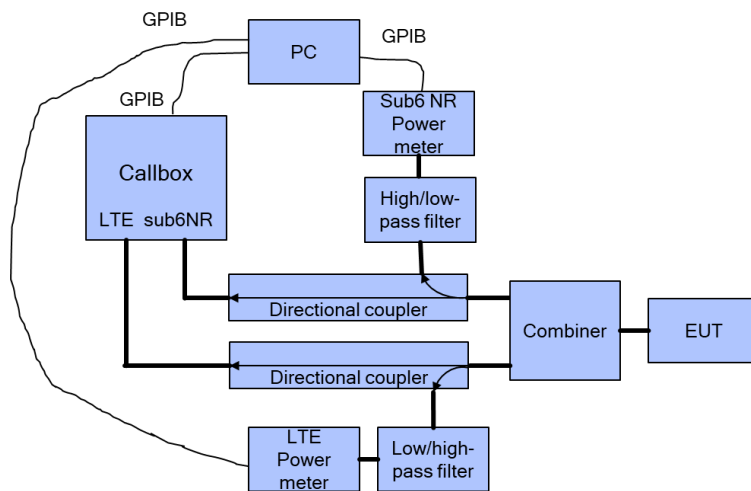 GPIB
PC
GPIB
GPIB
Sub6 NR
Power
meter
Callbox
LTE sub6NR
High/low-
pass filter
Directional coupler
Combiner
EUT
Directional coupler
LTE
Power
meter
Low/high-
pass filter